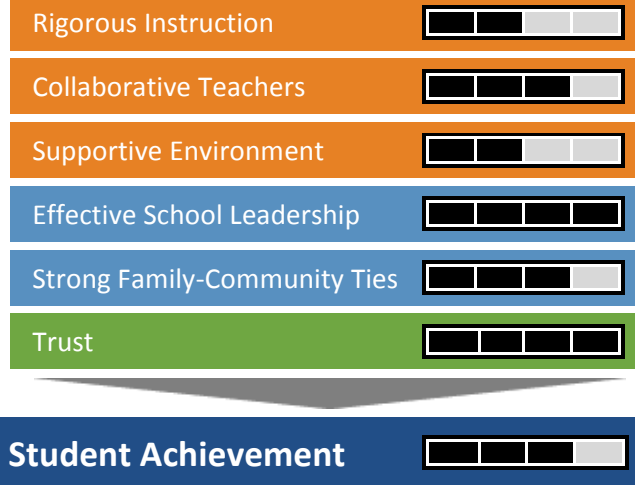 Rigorous Instruction
Collaborative Teachers
Supportive Environment
Effective School Leadership
Strong Family-Community Ties
Trust
Student Achievement